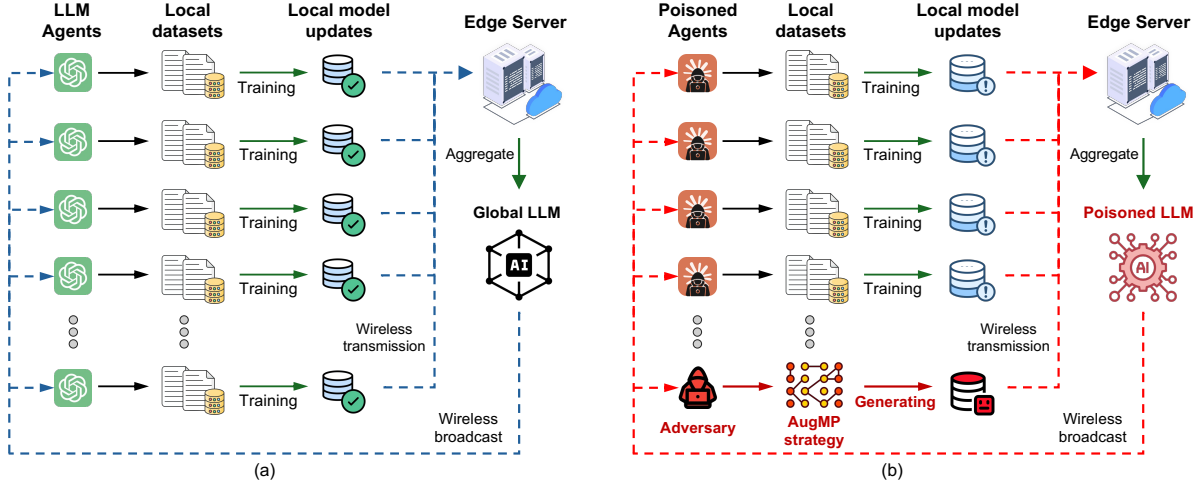 LLM
Agents
Local
datasets
Local model
updates
Edge Server
Training
Training
Training
Training
Training
Aggregate
Global LLM
AI
Wireless
transmission
Wireless
broadcast
(a)
Poisoned
Agents
Local
datasets
Local model
updates
Edge Server
Training
Training
Training
Training
Aggregate
Poisoned LLM
AI
Wireless
transmission
Generating
Adversary
AugMP
strategy
Wireless
broadcast
(b)